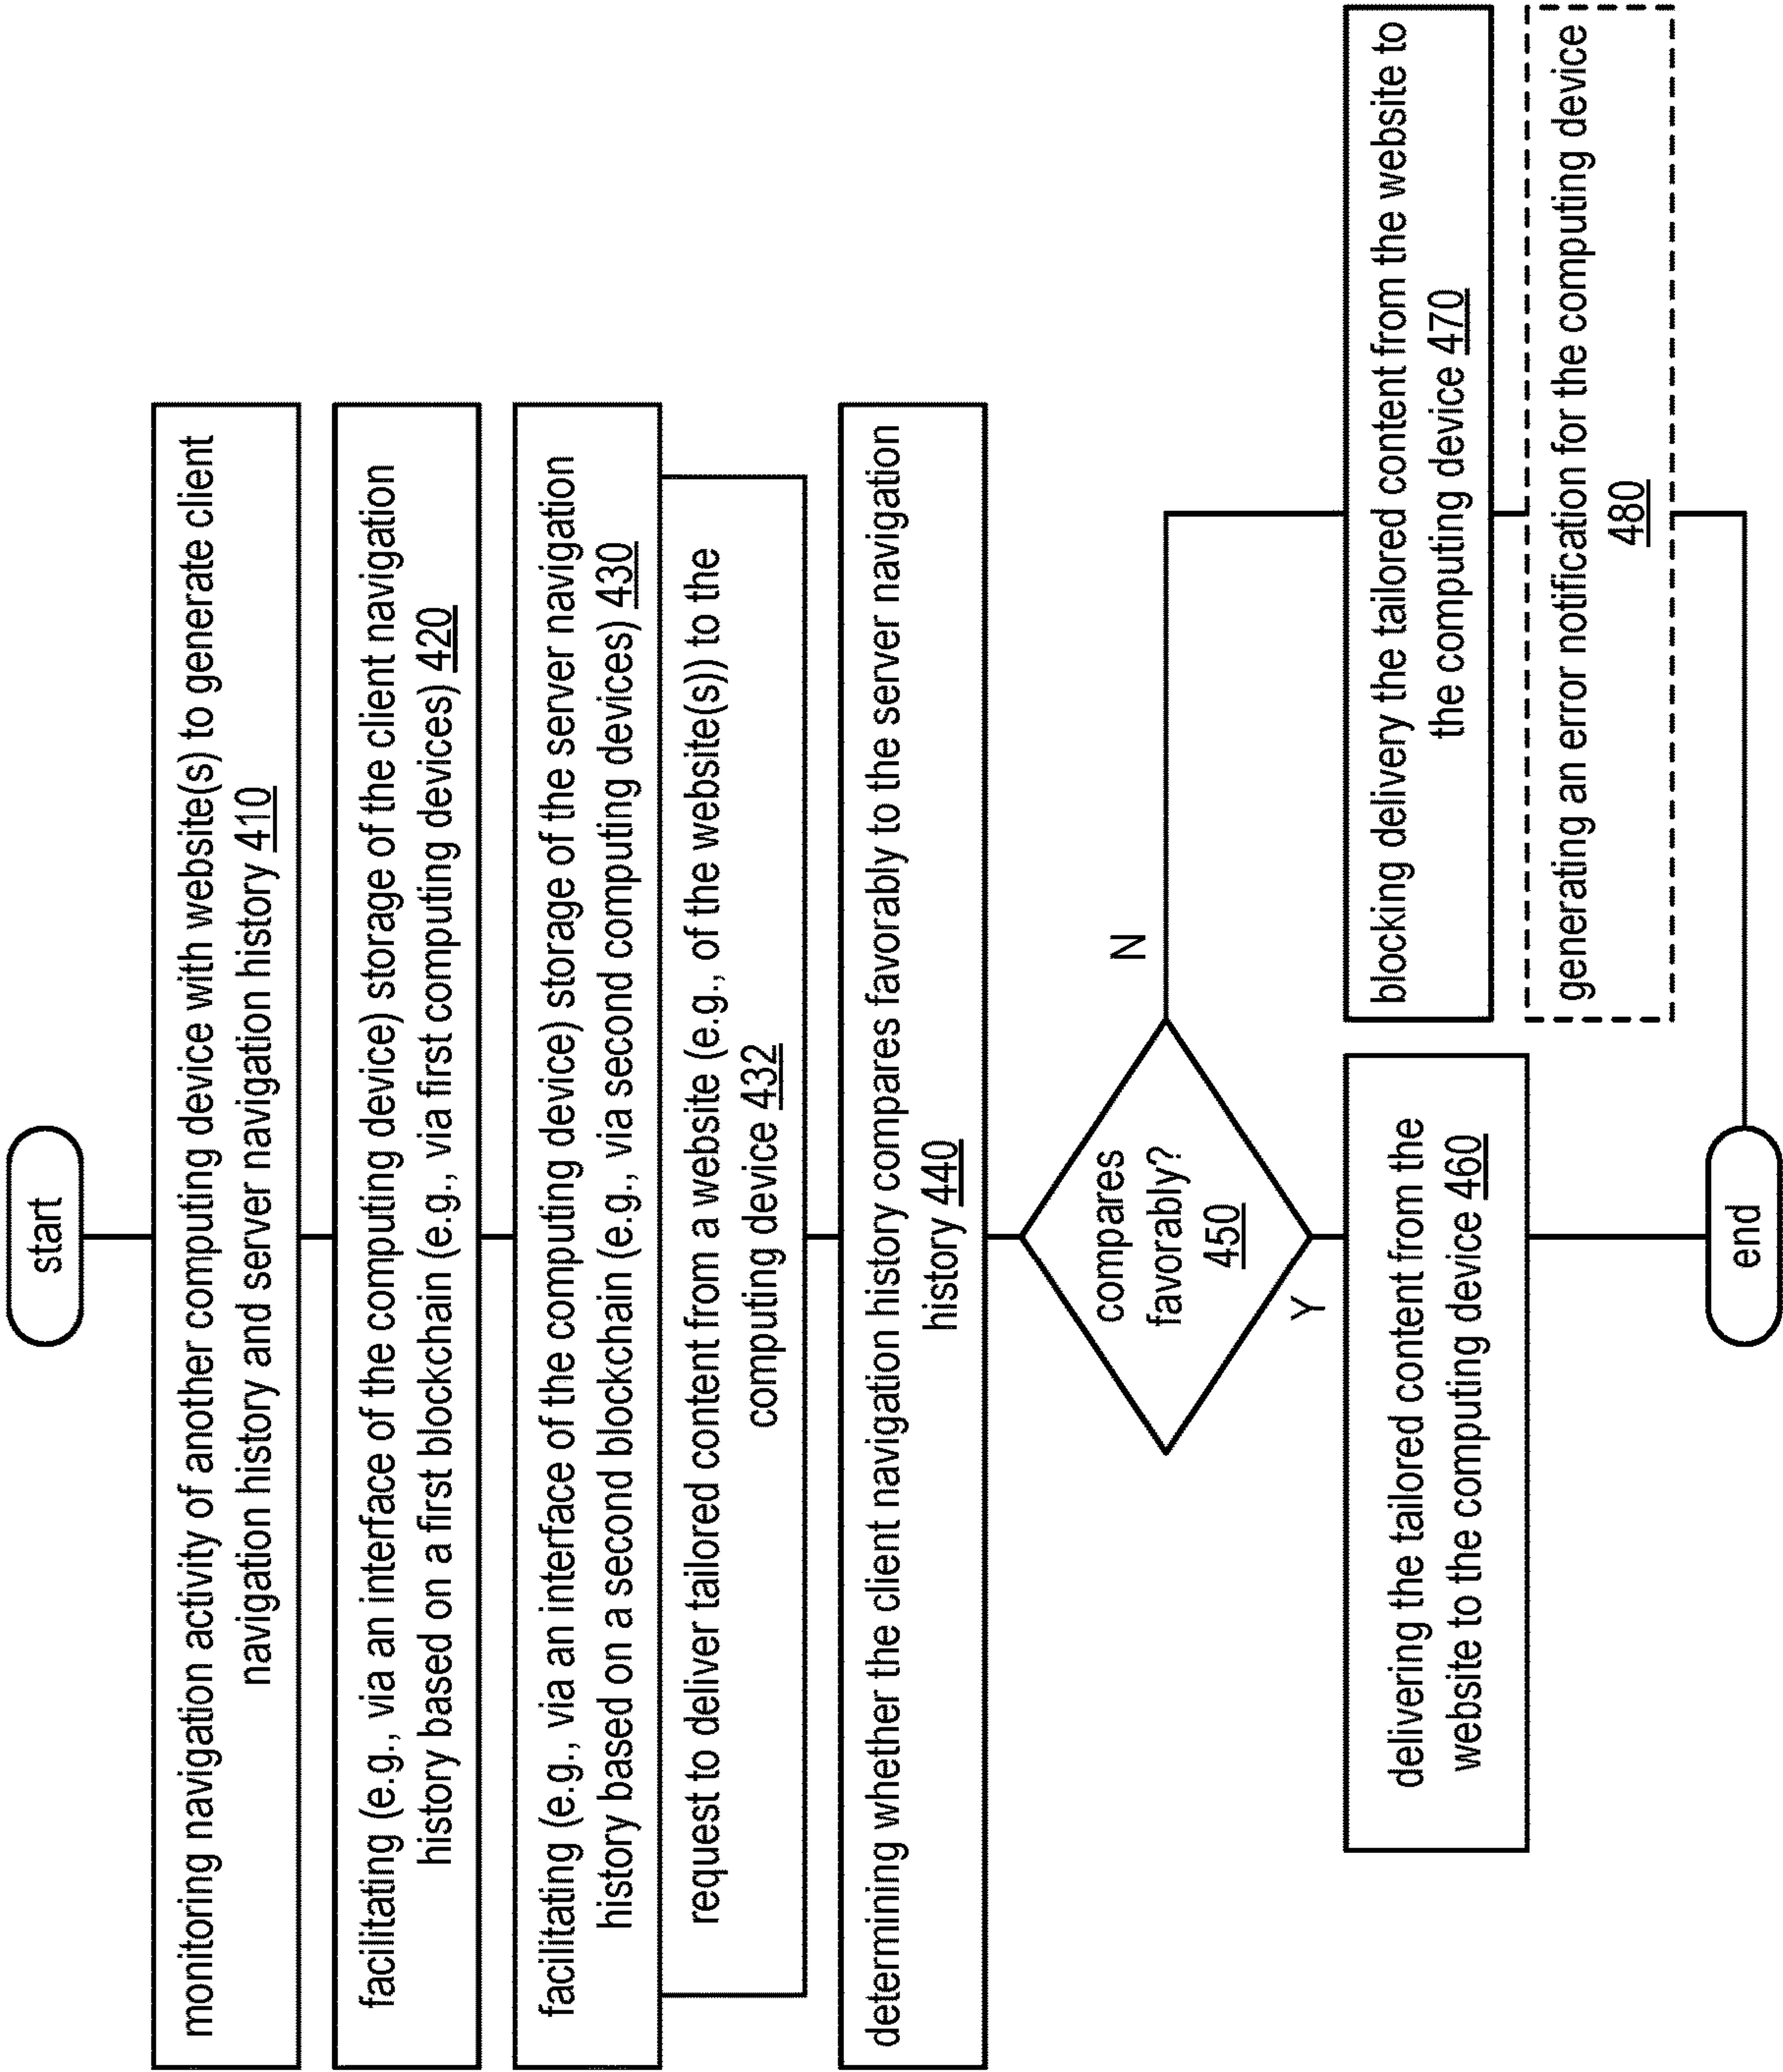 start
monitoring navigation activity of another computing device with website(s) to generate client
navigation history and server navigation history 410
facilitating (e.g., via an interface of the computing device) storage of the client navigation
history based on a first blockchain (e.g., via first computing devices) 420
facilitating (e.g., via an interface of the computing device) storage of the server navigation
history based on a second blockchain (e.g., via second computing devices) 430
request to deliver tailored content from a website (e.g., of the website(s)) to the
computing device 432
determining whether the client navigation history compares favorably to the server navigation
history 440
compares
favorably?
450
Y
N
delivering the tailored content from the
website to the computing device 460
blocking delivery the tailored content from the website to
the computing device 470
generating an error notification for the computing device
480
end